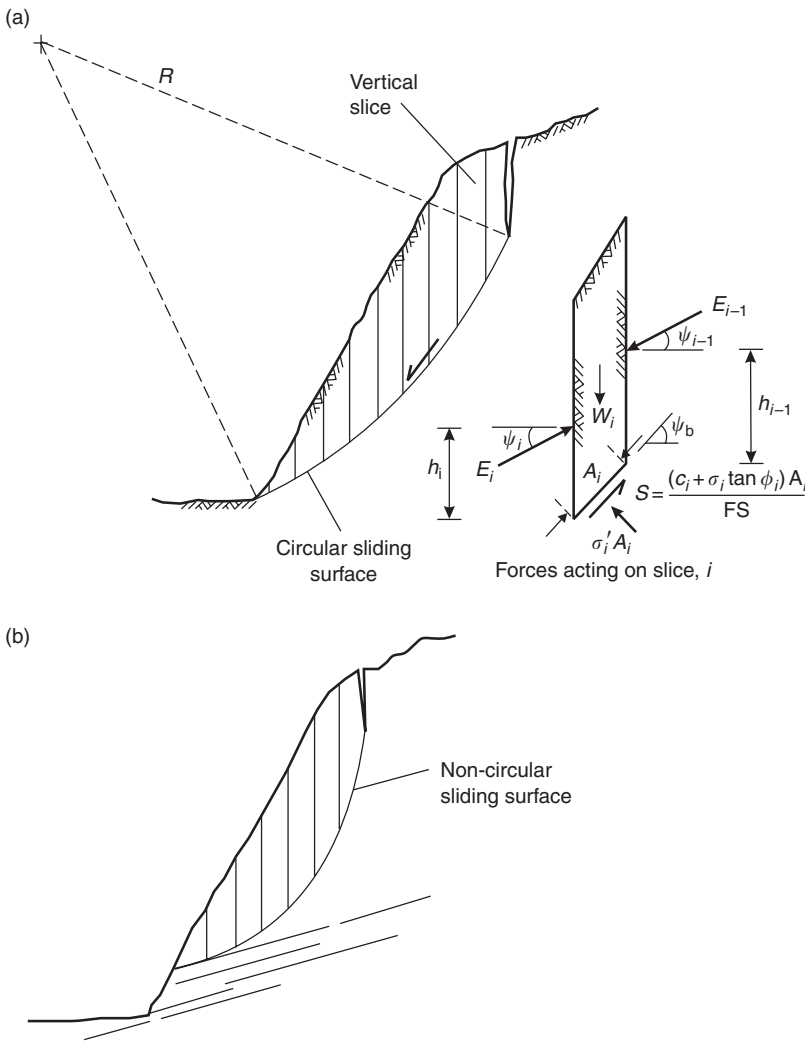 (a)
R
Vertical
slice
E_{i–1}
ψ_{i–1}
h_{i–1}
W_i
ψ_i
ψ_b
h_i
E_i
A_i
S = (c_i + σ_i tan ϕ_i) A_i / FS
σ_i′ A_i
Circular sliding
surface
Forces acting on slice, i
(b)
Non-circular
sliding surface